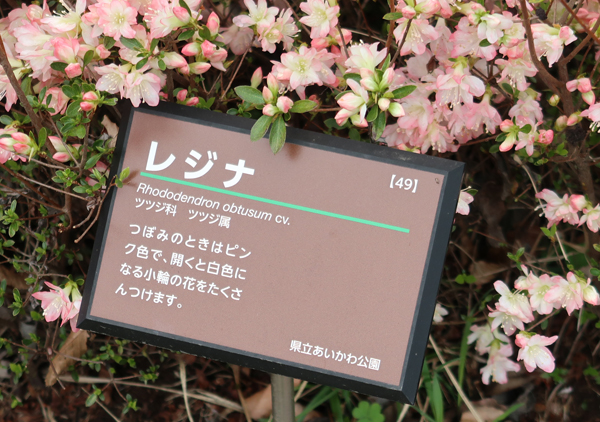 レジナ
【49】
Rhododendron obtusum cv.
ツツジ科 ツツジ属
つぼみのときはピン
ク色で、開くと白色に
なる小輪の花をたくさ
んつけます。
県立あいかわ公園